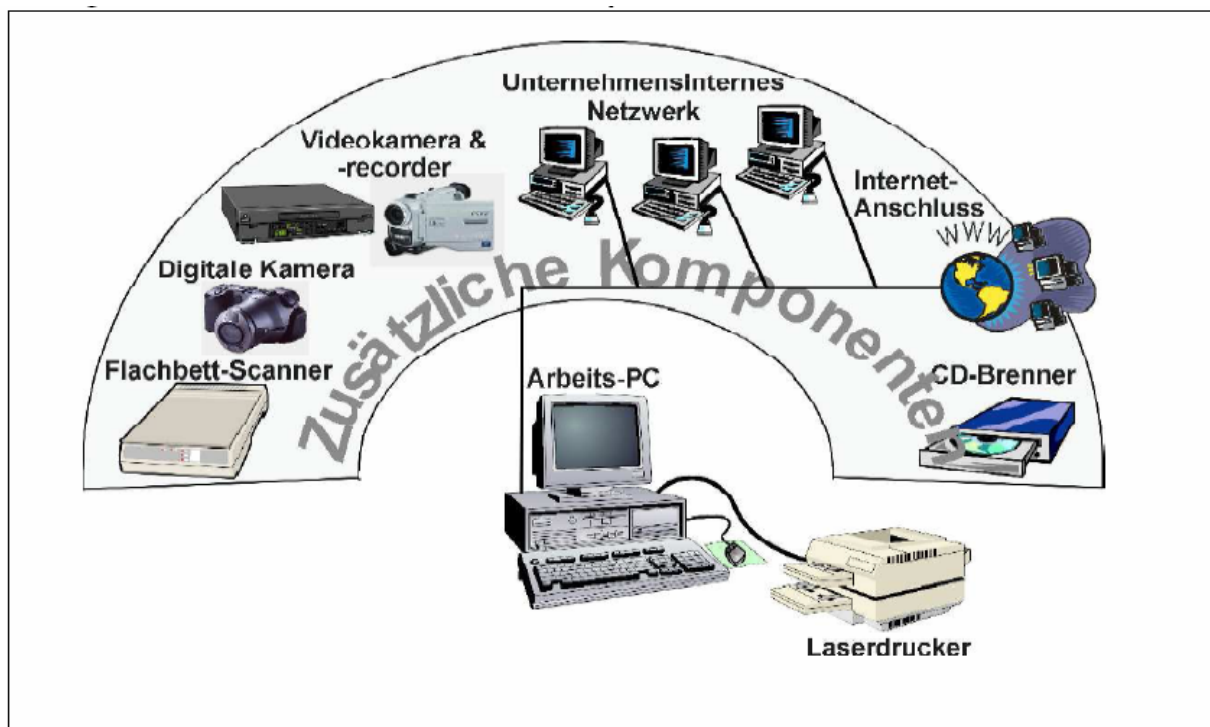 UnternehmensInternes
Netzwerk
Videokamera &
-recorder
Internet-
Anschluss
WWW
Digitale Kamera
Zusätzliche Komponenten
Flachbett-Scanner
Arbeits-PC
CD-Brenner
Laserdrucker